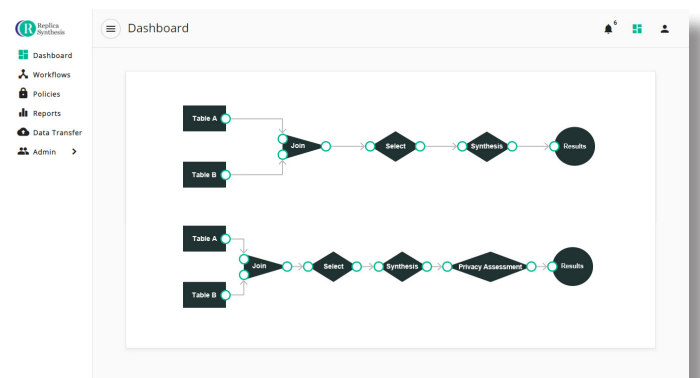 Replica
Synthesis
Dashboard
6
Dashboard
Workflows
Policies
Reports
Data Transfer
Admin
Table A
Join
Select
Synthesis
Results
Table B
Table A
Join
Select
Synthesis
Privacy Assessment
Results
Table B